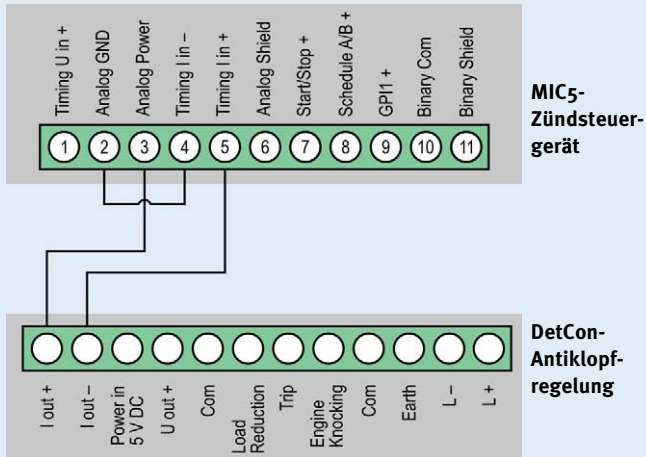 Timing U in +
Analog GND
Analog Power
Timing I in –
Timing I in +
Analog Shield
Start/Stop +
Schedule A/B +
GPI1 +
Binary Com
Binary Shield
1 2 3 4 5 6 7 8 9 10 11
MIC5-
Zündsteuer-
gerät
DetCon-
Antiklopf-
regelung
I out +
I out –
Power in
5 V DC
U out +
Com
Load
Reduction
Trip
Engine
Knocking
Com
Earth
L –
L +